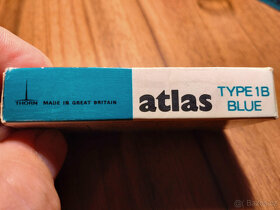 THORN
MADE IN GREAT BRITAIN
atlas
TYPE 1B
BLUE